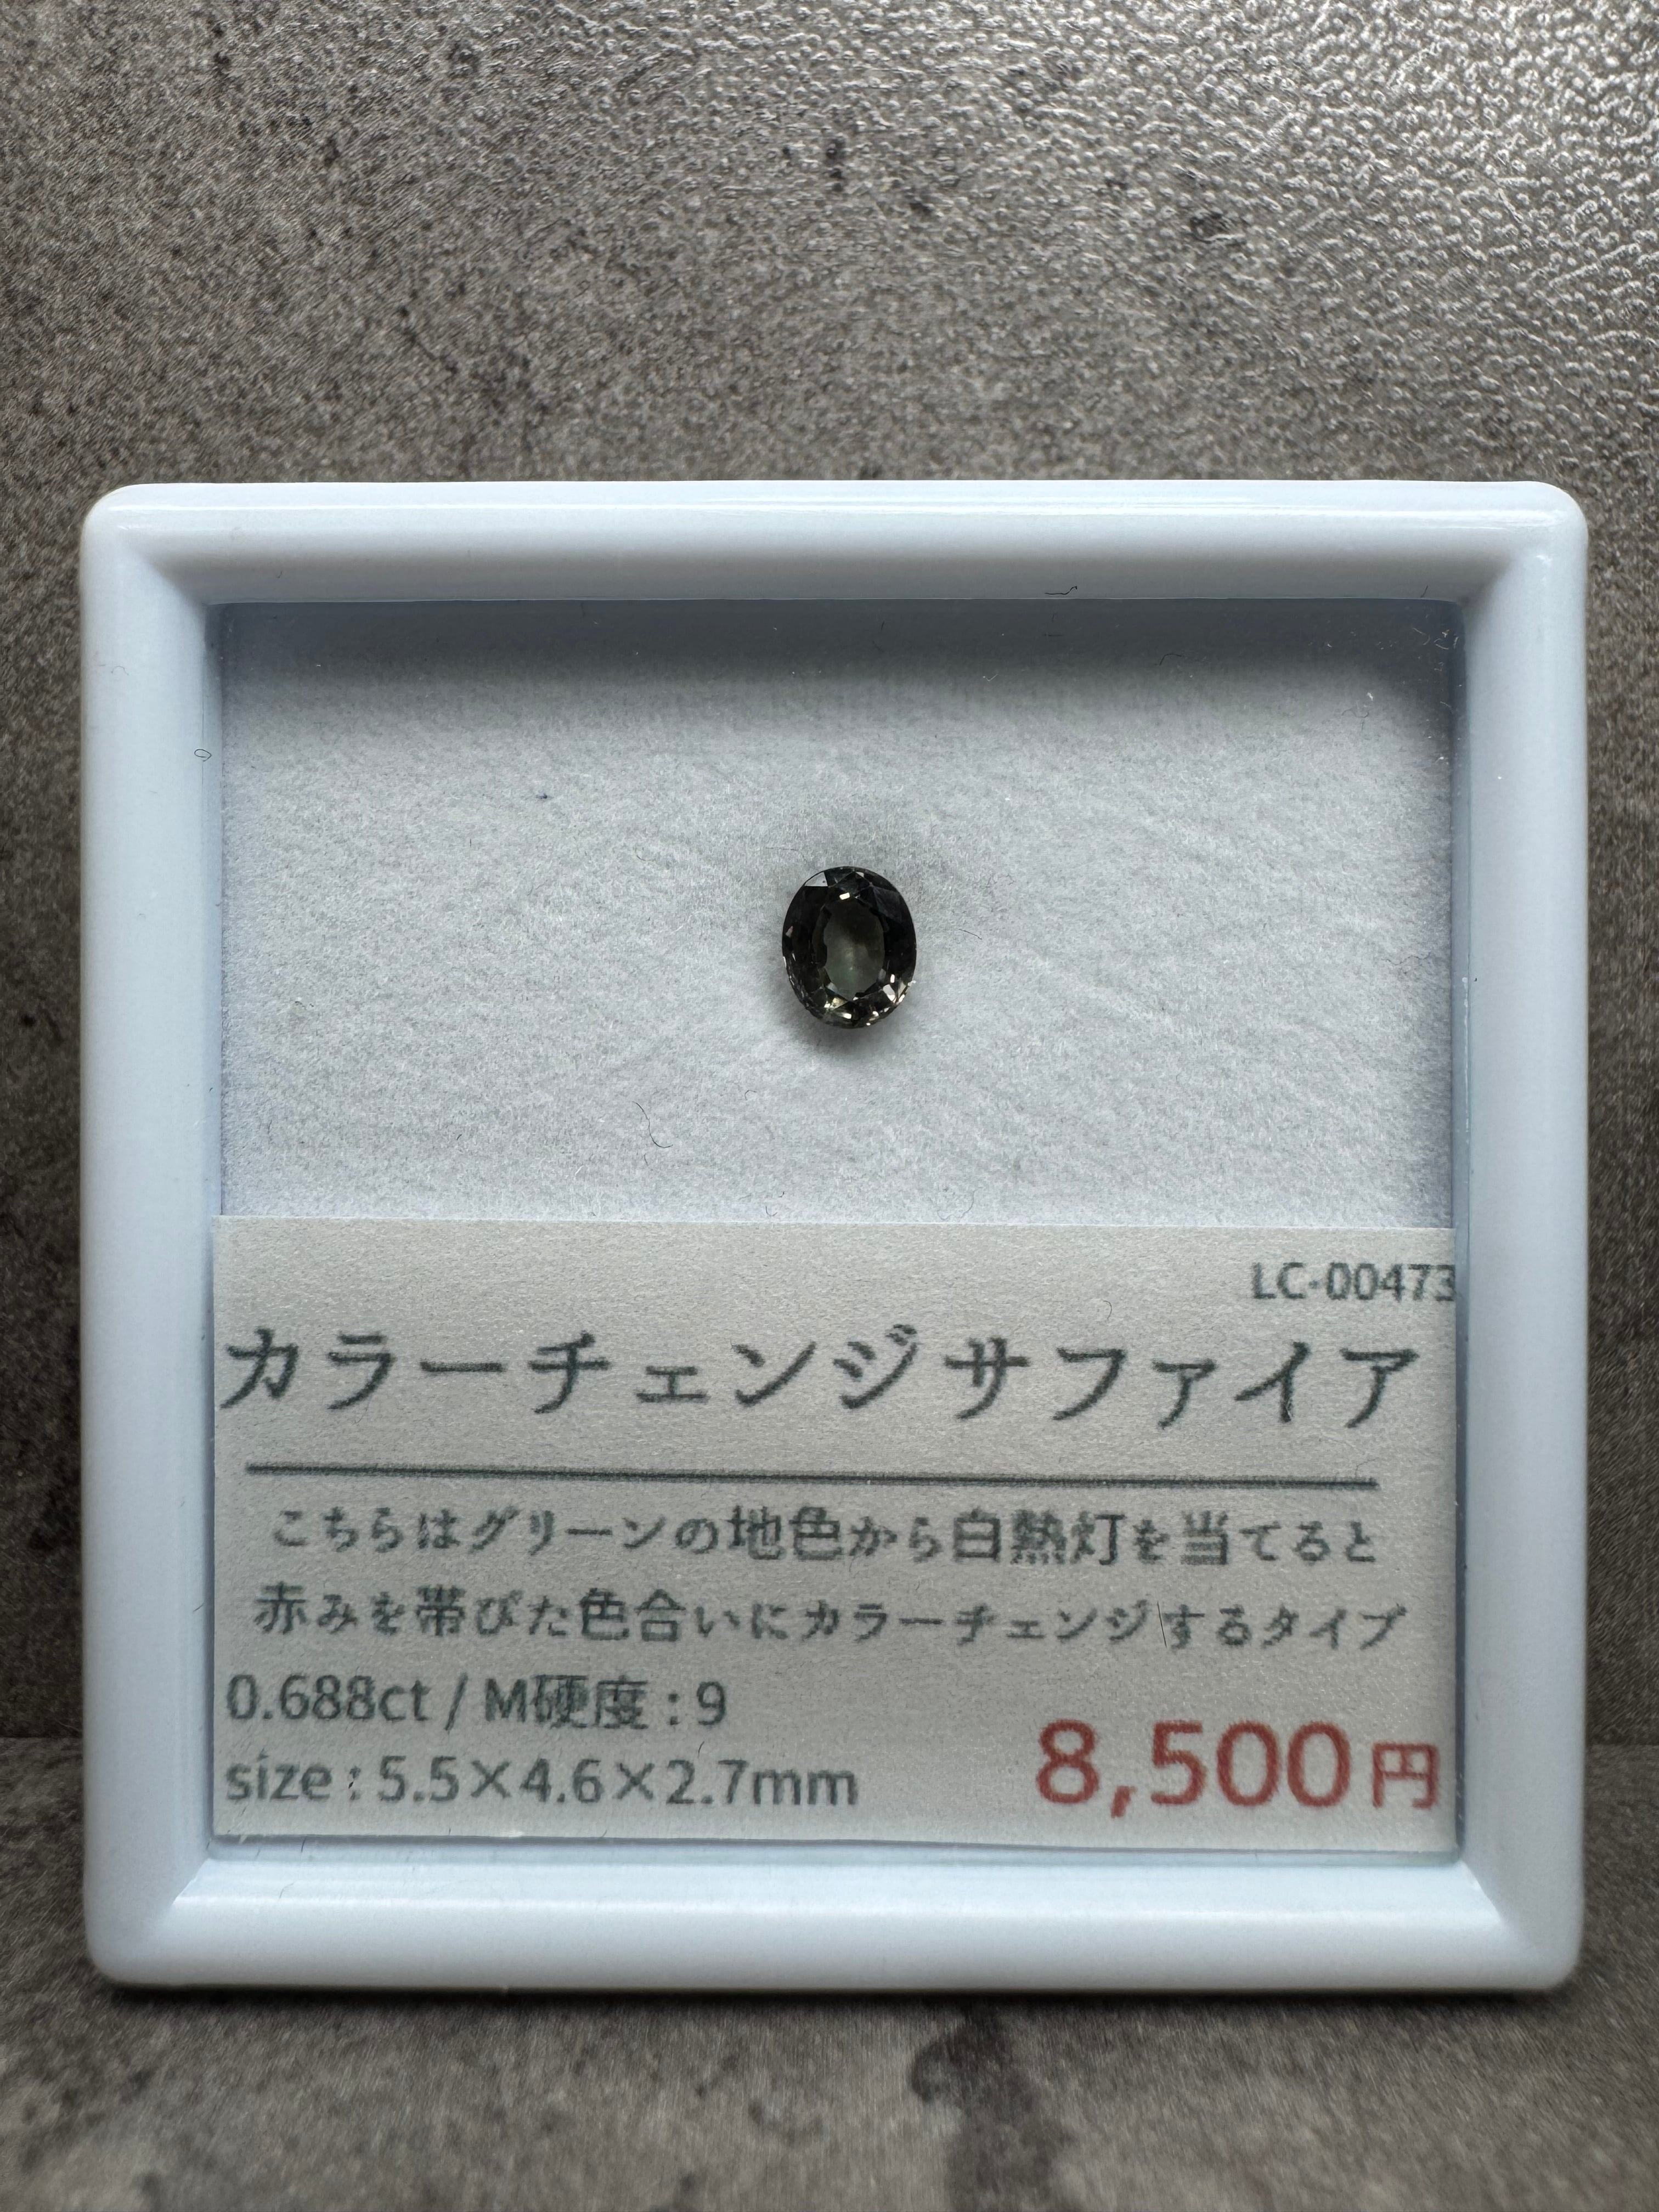 LC-00473
カラーチェンジサファイア
こちらはグリーンの地色から白熱灯を当てると
赤みを帯びた色合いにカラーチェンジするタイプ
0.688ct / M硬度 : 9
size : 5.5×4.6×2.7mm
8,500円